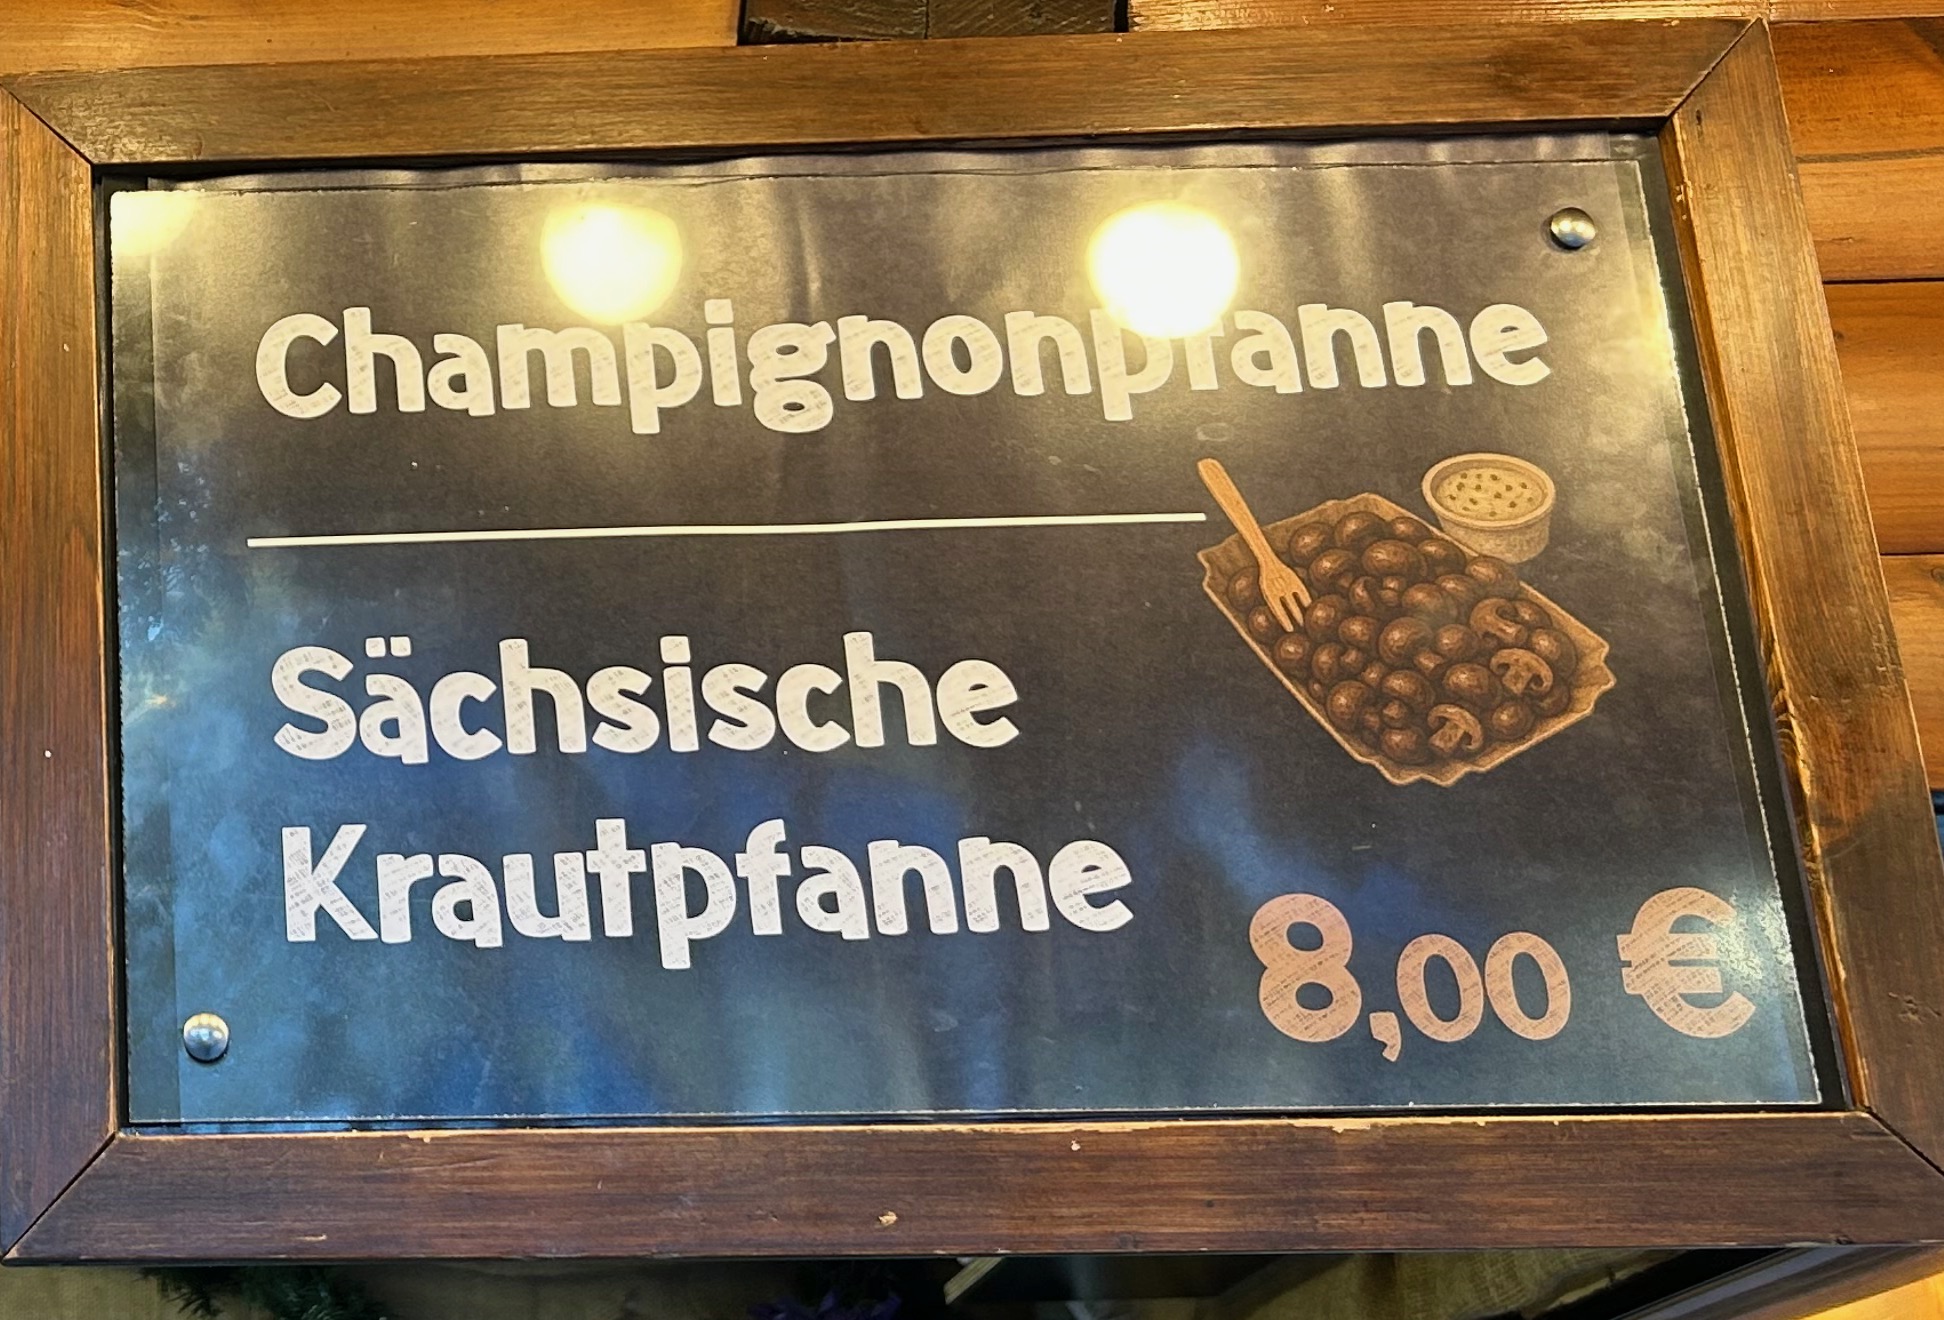 Champignonpfanne
Sächsische
Krautpfanne
8,00 €